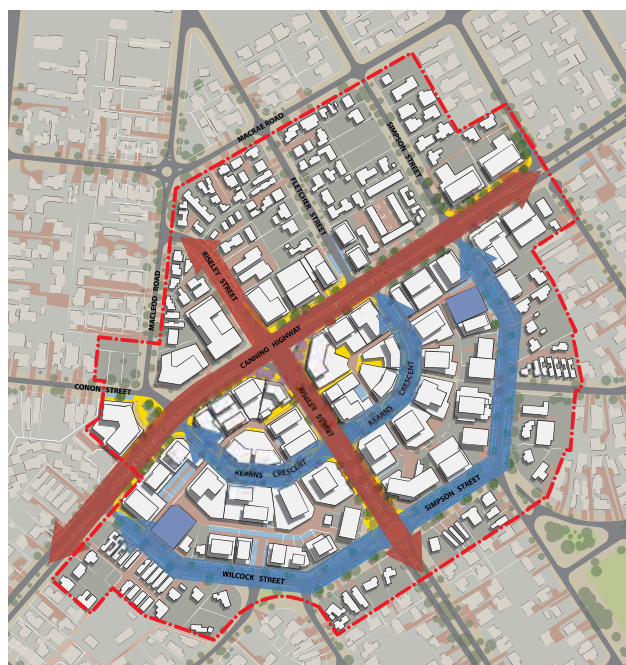 MACRAE ROAD
SIMPSON STREET
FLETCHER STREET
RISELEY STREET
MACLEOD ROAD
CANNING HIGHWAY
CONON STREET
RISELEY STREET
KEARNS CRESCENT
KEARNS CRESCENT
SIMPSON STREET
WILCOCK STREET